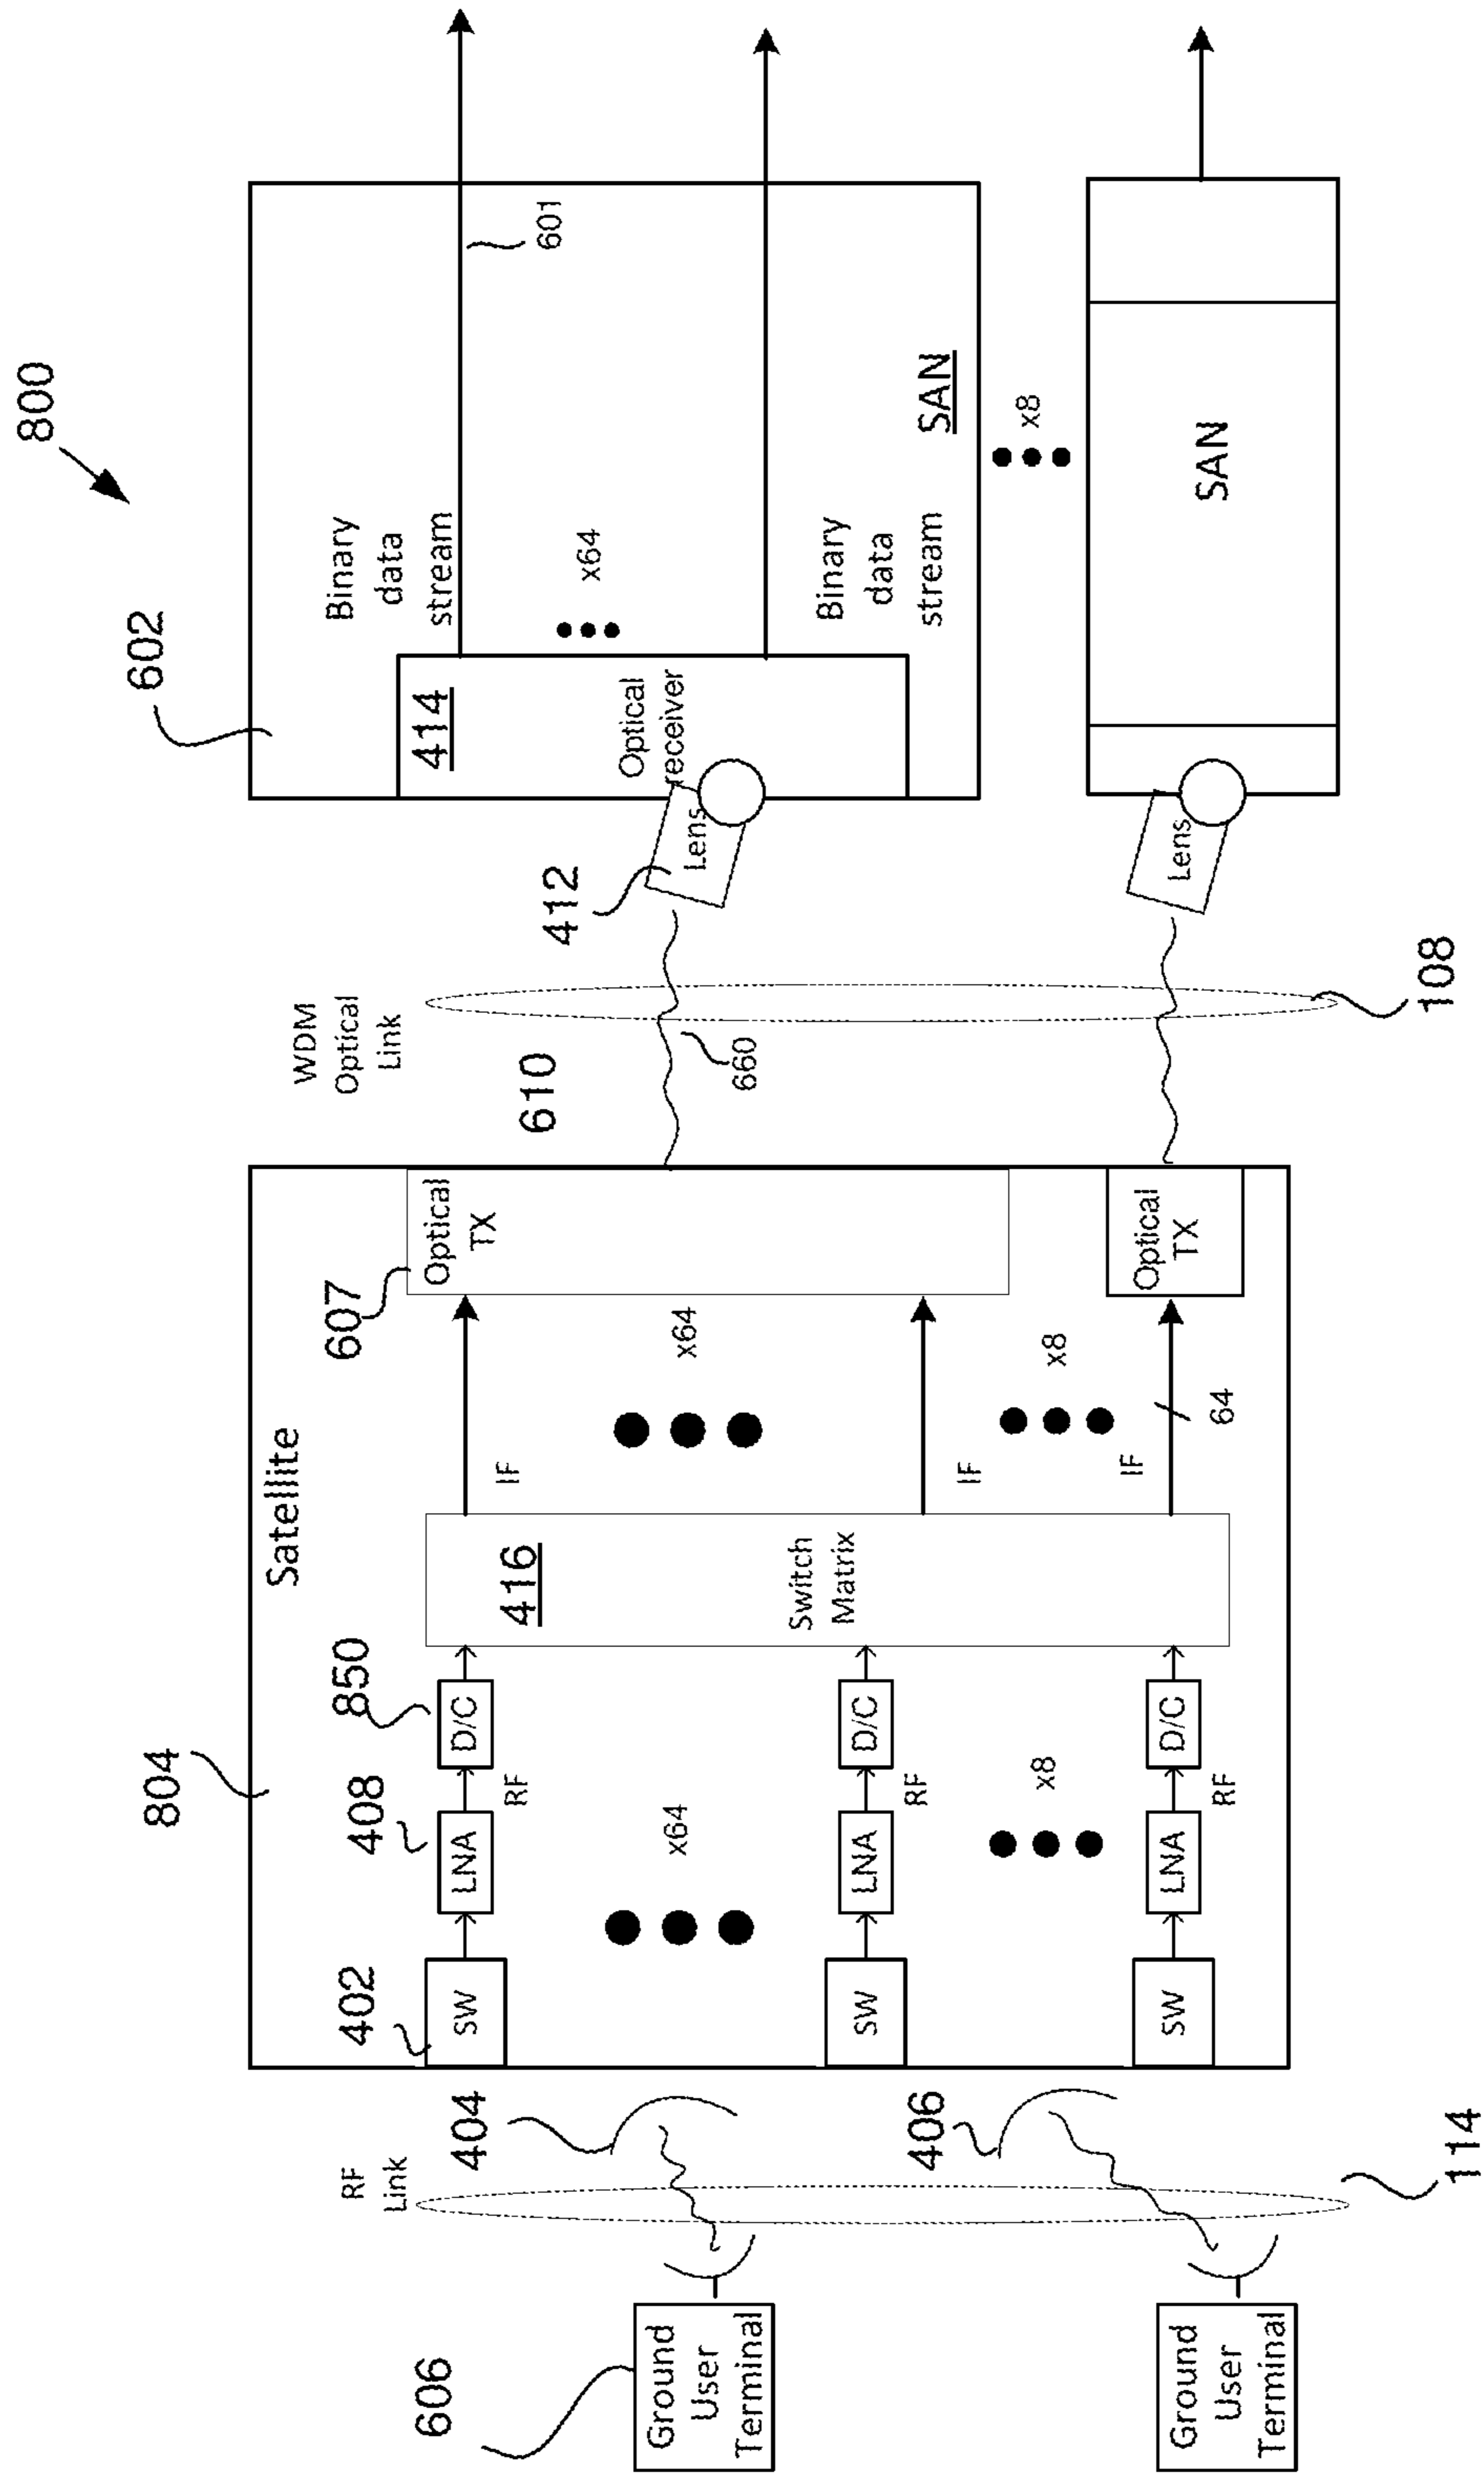 800
Satellite
804
402
SW
408
LNA
RF
850
D/C
416
Switch
Matrix
IF
607
Optical
TX
x64
x64
SW
LNA
RF
D/C
IF
x8
x8
SW
LNA
RF
D/C
IF
64
Optical
TX
606
Ground
User
Terminal
Ground
User
Terminal
RF
Link
404
406
114
WDM
Optical
Link
610
660
412
Lens
Lens
108
602
414
Optical
receiver
Binary
data
stream
601
x64
Binary
data
stream
SAN
x8
SAN